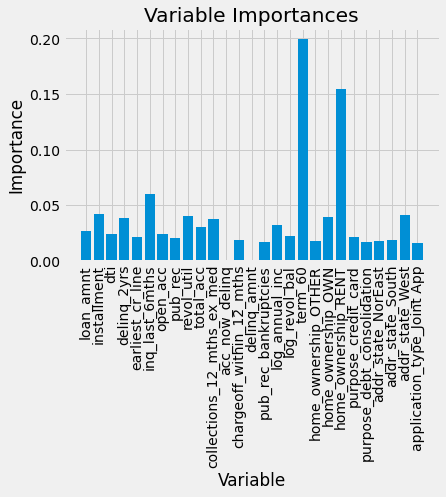 Variable Importances
Importance
0.20
0.15
0.10
0.05
0.00
loan_amnt
installment
dti
delinq_2yrs
earliest_cr_line
inq_last_6mths
open_acc
pub_rec
revol_util
total_acc
collections_12_mths_ex_med
acc_now_delinq
chargeoff_within_12_mths
delinq_amnt
pub_rec_bankruptcies
log_annual_inc
log_revol_bal
term_60
home_ownership_OTHER
home_ownership_OWN
home_ownership_RENT
purpose_credit_card
purpose_debt_consolidation
addr_state_NorEast
addr_state_South
addr_state_West
application_type_Joint App
Variable